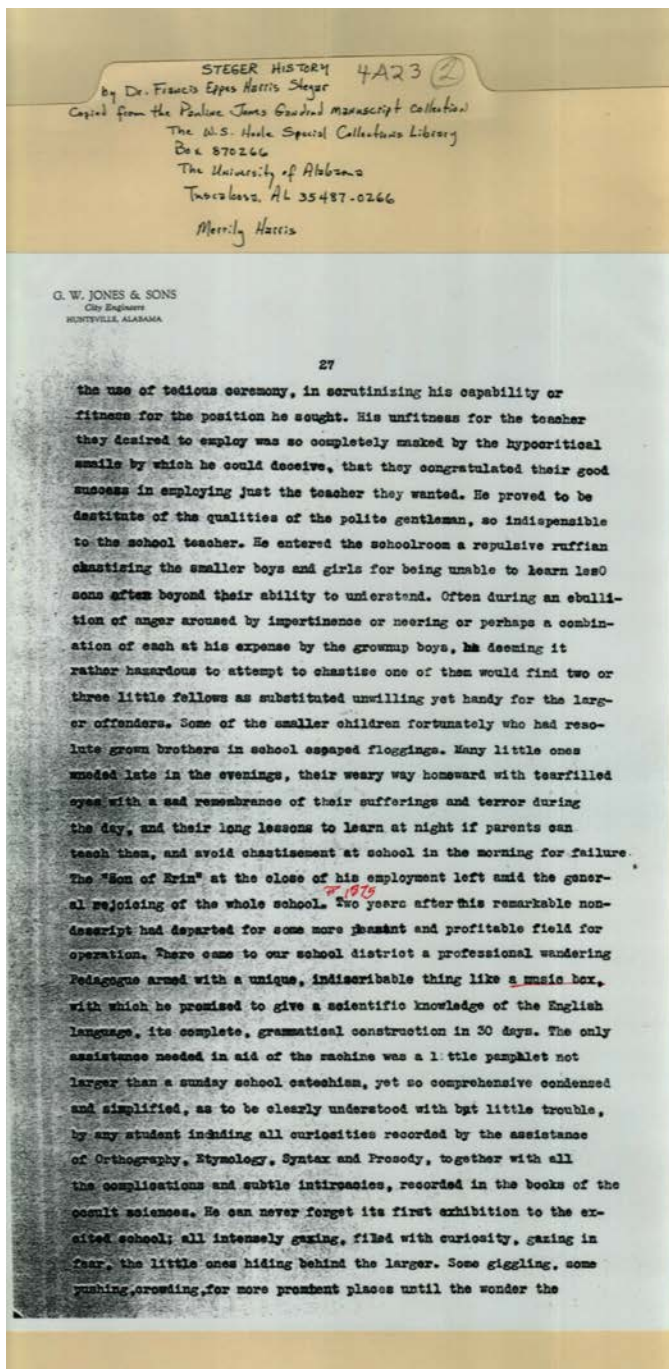 STEGER HISTORY 4A23 (2)
by Dr. Francis Eppes Harris Steger
Copied from the Pauline Jones Gandrud manuscript collection
The W.S. Hoole Special Collections Library
Box 870266
The University of Alabama
Tuscaloosa, AL 35487-0266
Merrily Harris
G. W. JONES & SONS
City Engineers
HUNTSVILLE, ALABAMA
27
the use of tedious ceremony, in scrutinizing his capability or
fitness for the position he sought. His unfitness for the teacher
they desired to employ was so completely masked by the hypocritical
smile by which he could deceive, that they congratulated their good
success in employing just the teacher they wanted. He proved to be
destitute of the qualities of the polite gentleman, so indispensible
to the school teacher. He entered the schoolroom a repulsive ruffian
chastizing the smaller boys and girls for being unable to learn les0
sons often beyond their ability to understand. Often during an ebulli-
tion of anger aroused by impertinence or neering or perhaps a combin-
ation of each at his expense by the grownup boys, he deeming it
rather hazardous to attempt to chastise one of them would find two or
three little fellows as substituted unwilling yet handy for the larg-
er offenders. Some of the smaller children fortunately who had reso-
lute grown brothers in school espaped floggings. Many little ones
wneded late in the evenings, their weary way homeward with tearfilled
eyes with a sad remembrance of their sufferings and terror during
the day, and their long lessons to learn at night if parents can
teach them, and avoid chastisement at school in the morning for failure.
The "Son of Erin" at the close of his employment left amid the gener-
1825
al rejoicing of the whole school. Two years after this remarkable non-
descript had departed for some more peasant and profitable field for
operation. There came to our school district a professional wandering
Pedagogue armed with a unique, indiscribable thing like a music box,
with which he promised to give a scientific knowledge of the English
language, its complete, grammatical construction in 30 days. The only
assistance needed in aid of the machine was a l ttle pamphlet not
larger than a sunday school catechism, yet so comprehensive condensed
and simplified, as to be clearly understood with but little trouble,
by any student including all curiosities recorded by the assistance
of Orthography, Etymology, Syntax and Prosody, together with all
the complications and subtle intircacies, recorded in the books of the
occult sciences. He can never forget its first exhibition to the ex-
cited school; all intensely gazing, filed with curiosity, gazing in
fear, the little ones hiding behind the larger. Some giggling, some
pushing,crowding,for more prominent places until the wonder the